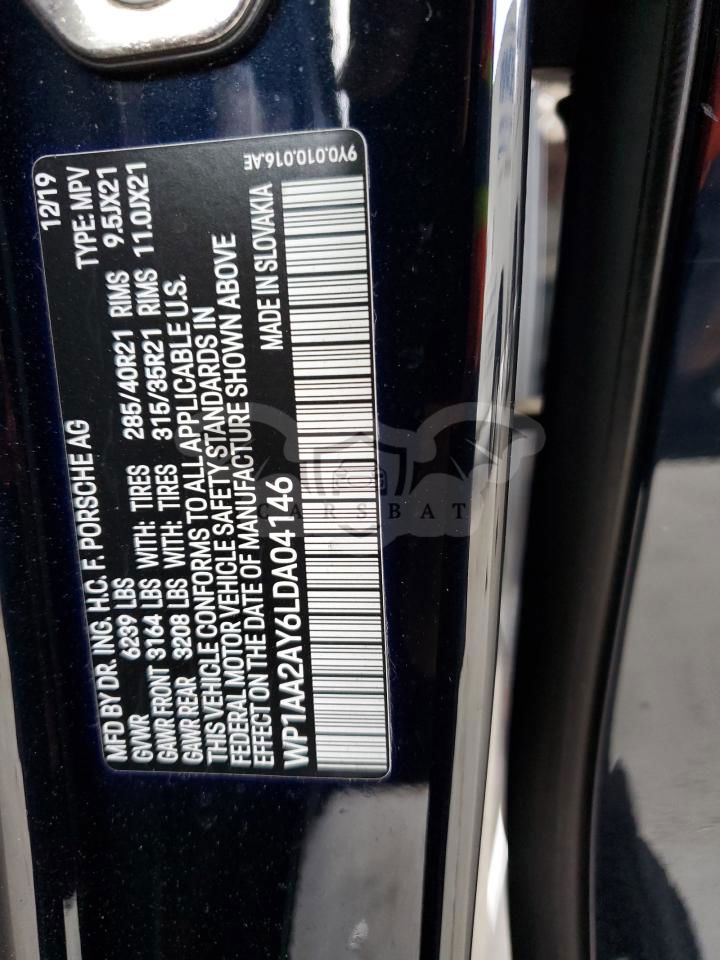 MFD BY DR. ING. H.C. F. PORSCHE AG 12/19
GVWR 6239 LBS TYPE: MPV
GAWR FRONT 3164 LBS WITH: TIRES 285/40R21 RIMS 9.5JX21
GAWR REAR 3208 LBS WITH: TIRES 315/35R21 RIMS 11.0JX21
THIS VEHICLE CONFORMS TO ALL APPLICABLE U.S.
FEDERAL MOTOR VEHICLE SAFETY STANDARDS IN
EFFECT ON THE DATE OF MANUFACTURE SHOWN ABOVE
WP1AA2AY6LDA04146 MADE IN SLOVAKIA
9Y0.010.016.AE
CARSBAT